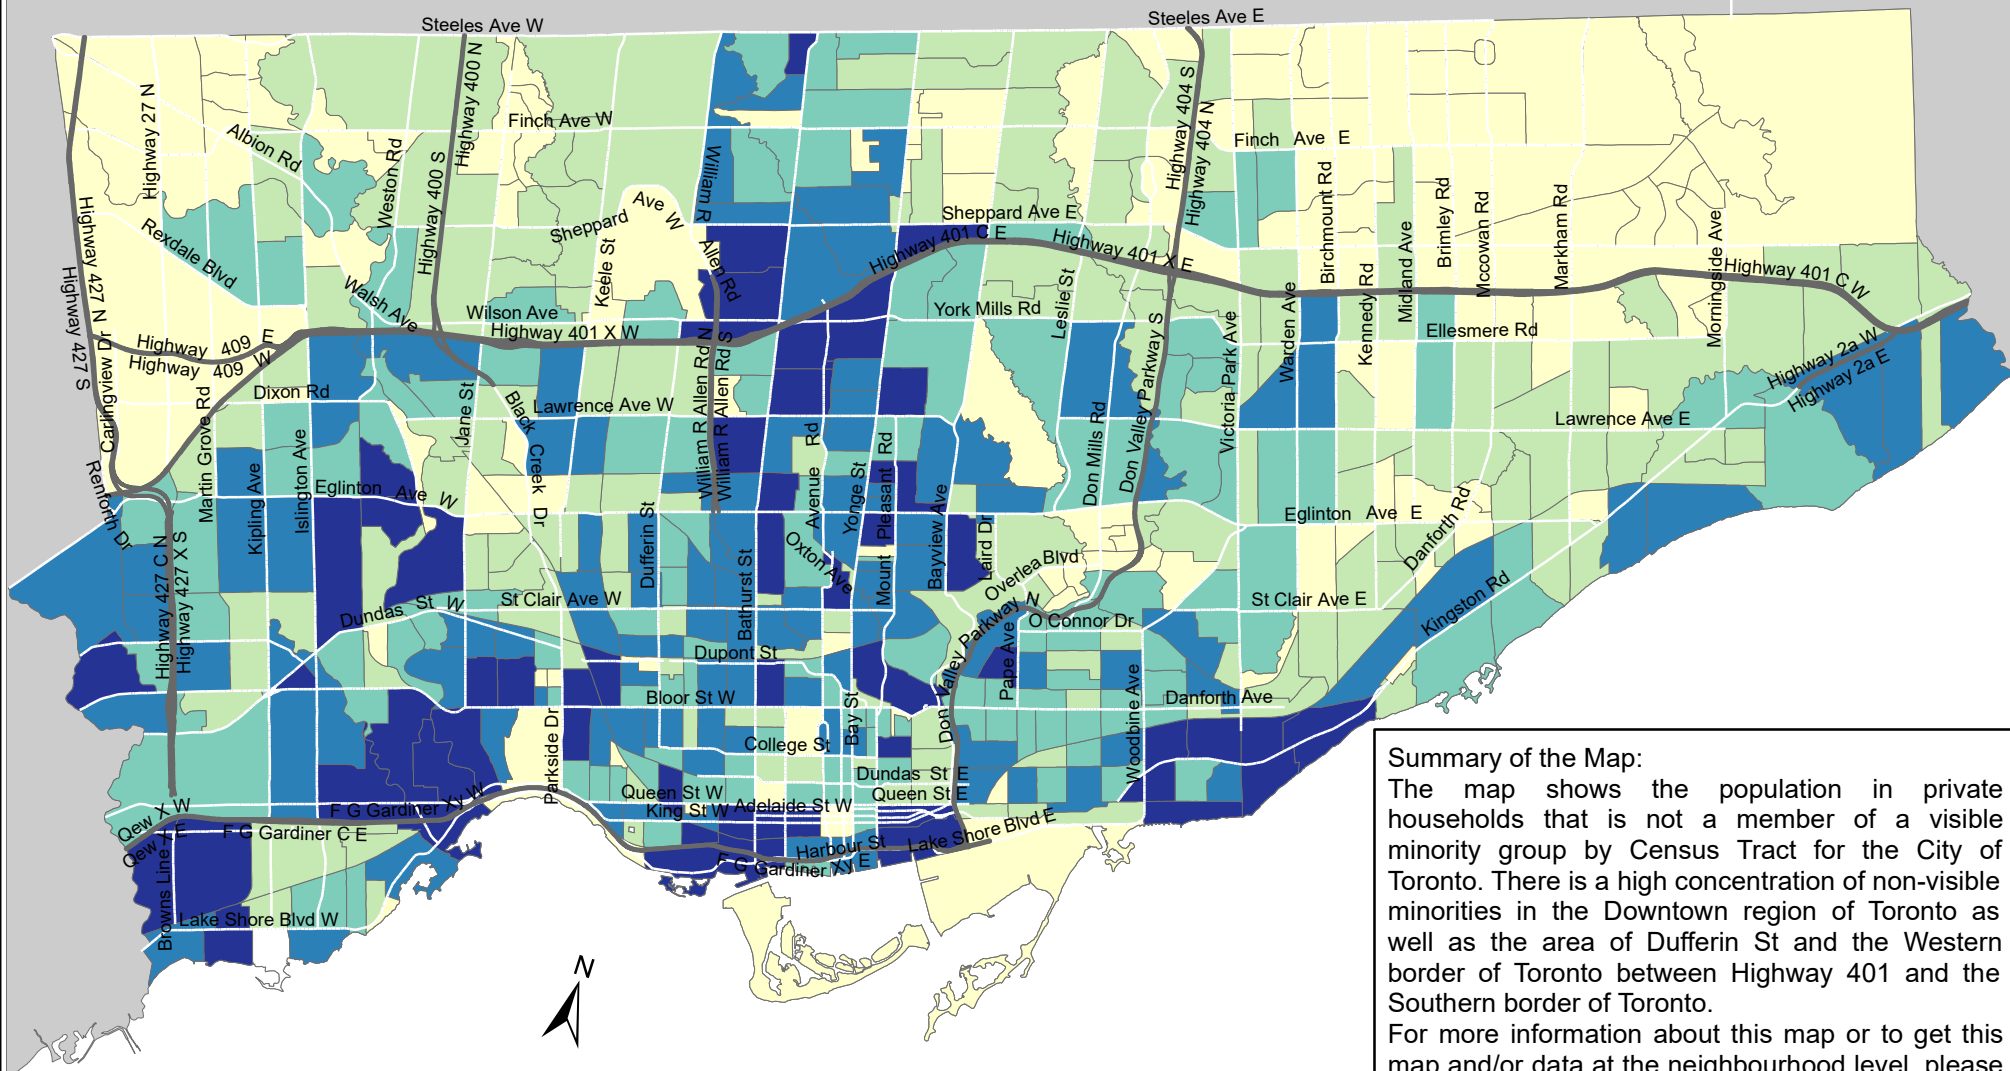 Steeles Ave W
Steeles Ave E
Highway 27 N
Albion Rd
Weston Rd
Highway 400 N
Highway 400 S
Finch Ave W
William R
Allen Rd
Highway 404 S
Highway 404 N
Finch Ave E
Sheppard Ave W
Keele St
Sheppard Ave E
Highway 401 C E
Highway 401 X E
Birchmount Rd
Kennedy Rd
Midland Ave
Brimley Rd
Mccowan Rd
Markham Rd
Morningside Ave
Highway 401 C W
Highway 427 N
Highway 427 S
Rexdale Blvd
Walsh Ave
Wilson Ave
Highway 401 X W
York Mills Rd
Leslie St
Warden Ave
Ellesmere Rd
Highway 2a W
Highway 2a E
Highway 409 E
Highway 409 W
Carlingview Dr
Dixon Rd
Martin Grove Rd
Jane St
Black Creek Dr
Lawrence Ave W
William R Allen Rd N
William R Allen Rd S
Don Mills Rd
Don Valley Parkway S
Victoria Park Ave
Lawrence Ave E
Renforth Dr
Kipling Ave
Islington Ave
Eglinton Ave W
Dufferin St
Bathurst St
Avenue Rd
Oxton Ave
Yonge St
Mount Pleasant Rd
Bayview Ave
Laird Dr
Overlea Blvd
Eglinton Ave E
Danforth Rd
Highway 427 C N
Highway 427 X S
Dundas St W
St Clair Ave W
Don Valley Parkway N
O Connor Dr
St Clair Ave E
Kingston Rd
Dupont St
Bloor St W
Bay St
Pape Ave
Woodbine Ave
Danforth Ave
Parkside Dr
College St
Dundas St E
Queen St W
Queen St E
King St W
Adelaide St W
Qew X W
Qew X E
F G Gardiner Xy W
F G Gardiner C E
Harbour St
Lake Shore Blvd E
F G Gardiner Xy E
Browns Line
Lake Shore Blvd W
N
Summary of the Map:
The map shows the population in private
households that is not a member of a visible
minority group by Census Tract for the City of
Toronto. There is a high concentration of non-visible
minorities in the Downtown region of Toronto as
well as the area of Dufferin St and the Western
border of Toronto between Highway 401 and the
Southern border of Toronto.
For more information about this map or to get this
map and/or data at the neighbourhood level, please